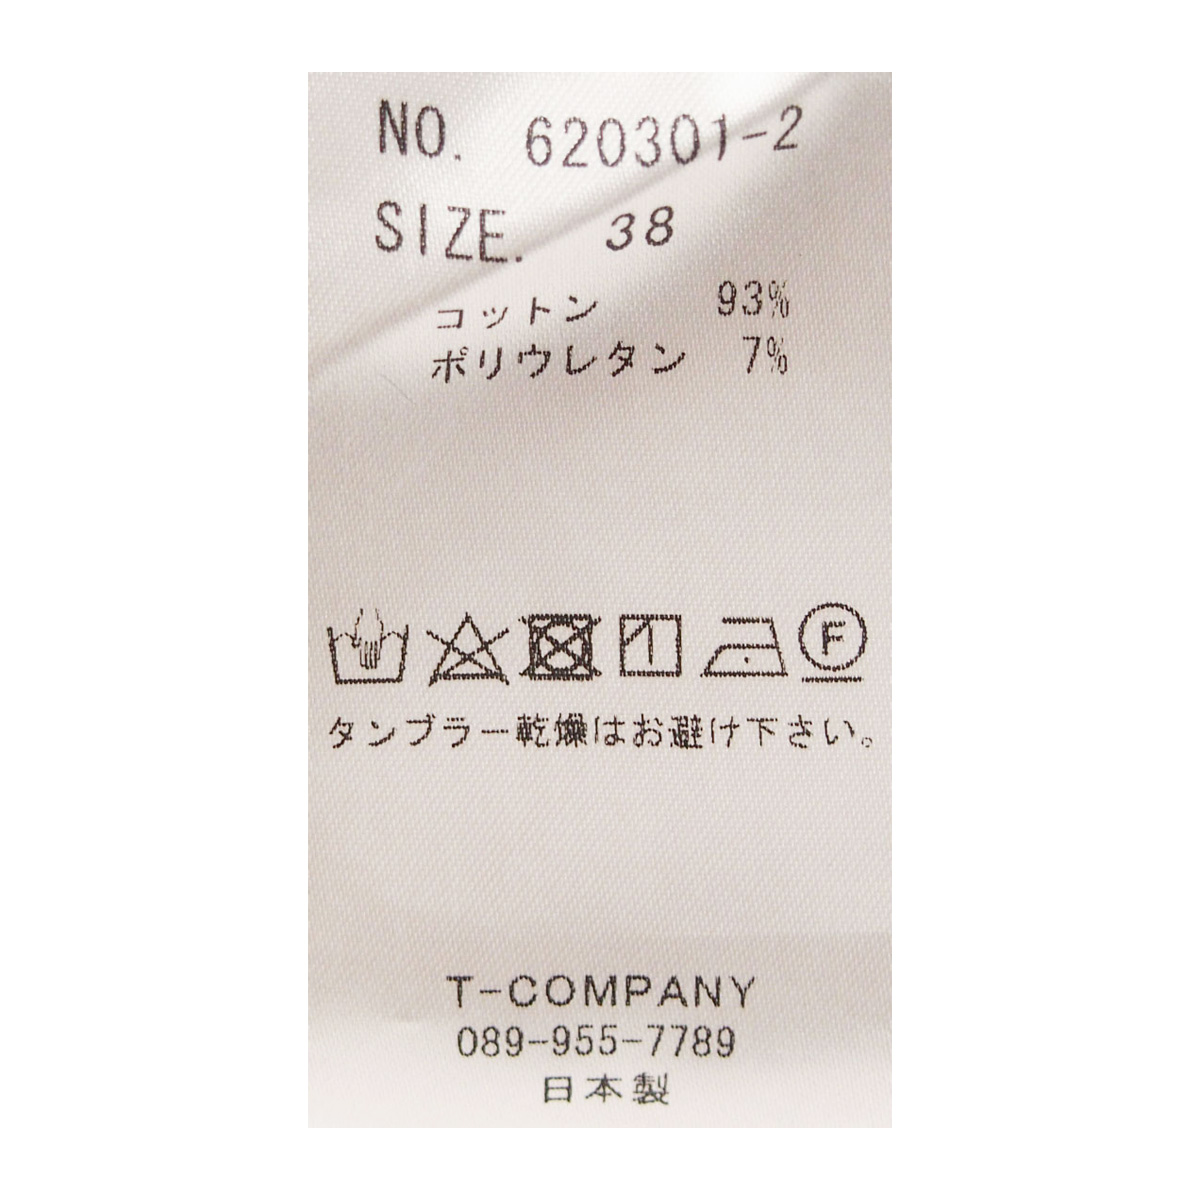 NO. 620301-2
SIZE. 38
コットン 93%
ポリウレタン 7%
F
タンブラー乾燥はお避け下さい。
T-COMPANY
089-955-7789
日本製